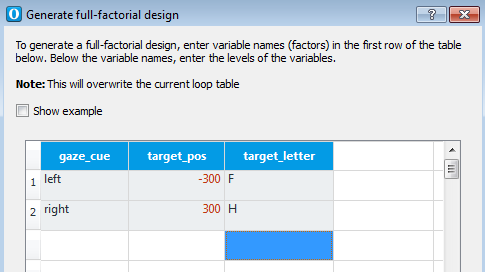 Generate full-factorial design
To generate a full-factorial design, enter variable names (factors) in the first row of the table
below. Below the variable names, enter the levels of the variables.
Note: This will overwrite the current loop table
Show example
gaze_cue target_pos target_letter
1 left -300 F
2 right 300 H